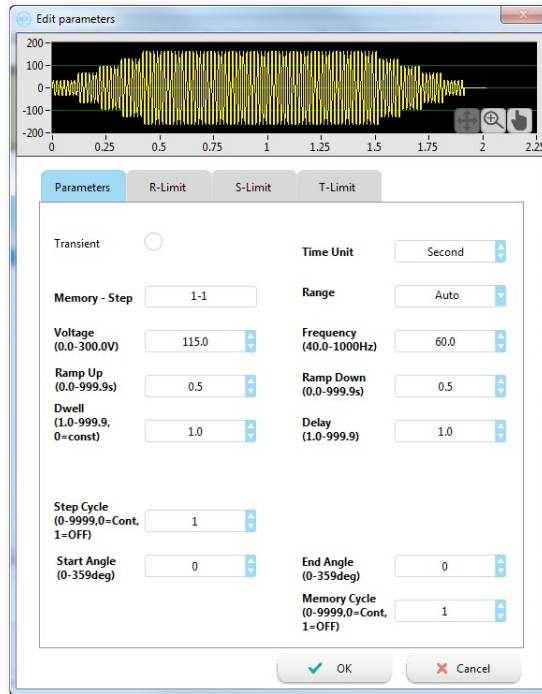 Edit parameters
200
100
0
-100
-200
0 0.25 0.5 0.75 1 1.25 1.5 1.75 2 2.25
Parameters R-Limit S-Limit T-Limit
Transient
Time Unit Second
Memory - Step 1-1
Range Auto
Voltage
(0.0-300.0V) 115.0
Frequency
(40.0-1000Hz) 60.0
Ramp Up
(0.0-999.9s) 0.5
Ramp Down
(0.0-999.9s) 0.5
Dwell
(1.0-999.9,
0=const) 1.0
Delay
(1.0-999.9) 1.0
Step Cycle
(0-9999,0=Cont,
1=OFF) 1
Start Angle
(0-359deg) 0
End Angle
(0-359deg) 0
Memory Cycle
(0-9999,0=Cont,
1=OFF) 1
OK Cancel